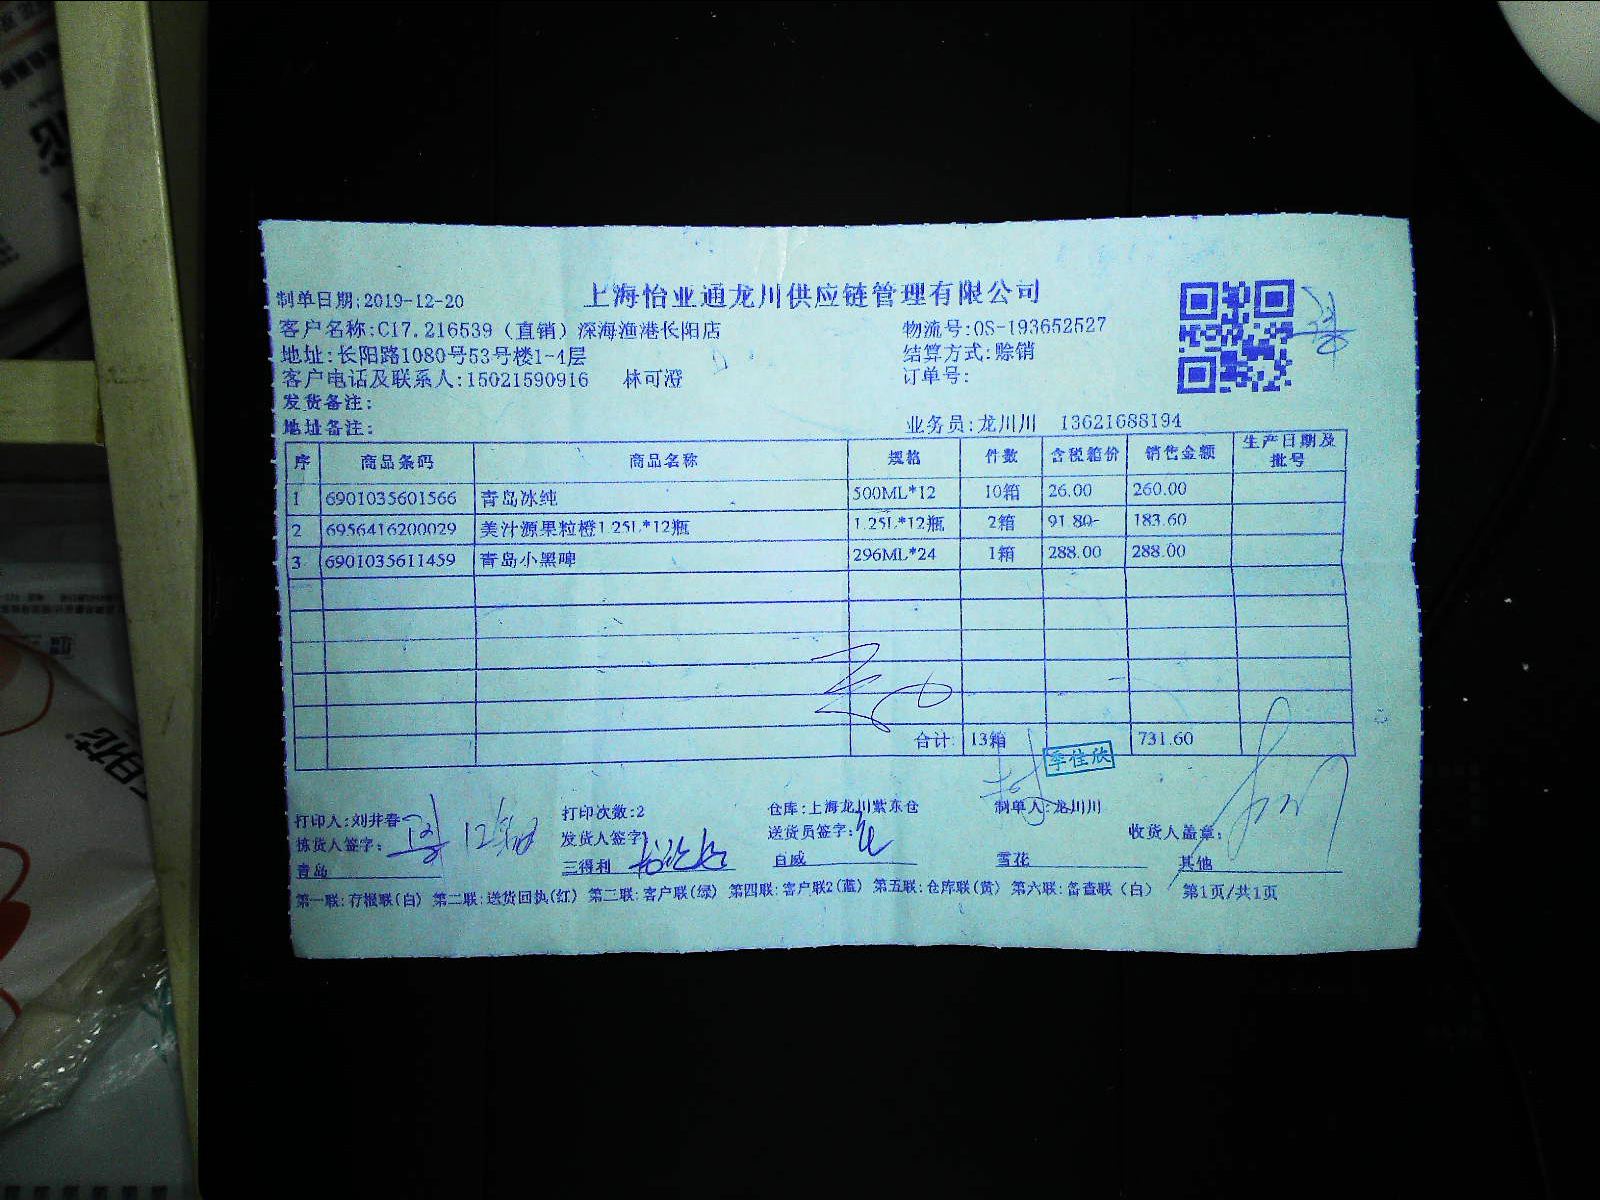 上海怡亚通龙川供应链管理有限公司
制单日期:2019-12-20
客户名称:C17.216539（直销）深海渔港长阳店 物流号:OS-193652527
地址:长阳路1080号53号楼1-4层 结算方式:赊销
客户电话及联系人:15021590916 林可澄 订单号:
发货备注:
地址备注: 业务员:龙川川 13621688194
序 商品条码 商品名称 规格 件数 含税箱价 销售金额 生产日期及批号
1 6901035601566 青岛冰纯 500ML*12 10箱 26.00 260.00
2 6956416200029 美汁源果粒橙1.25L*12瓶 1.25L*12瓶 2箱 91.80 183.60
3 6901035611459 青岛小黑啤 296ML*24 1箱 288.00 288.00
合计: 13箱 731.60
季佳欣
打印人:刘井春 打印次数:2 仓库:上海龙川紫东仓 制单人:龙川川
拣货人签字: 发货人签字: 送货员签字: 收货人盖章:
青岛 三得利 百威 雪花 其他
第一联:存根联(白) 第二联:送货回执(红) 第三联:客户联(绿) 第四联:客户联2(蓝) 第五联:仓库联(黄) 第六联:备查联（白） 第1页/共1页